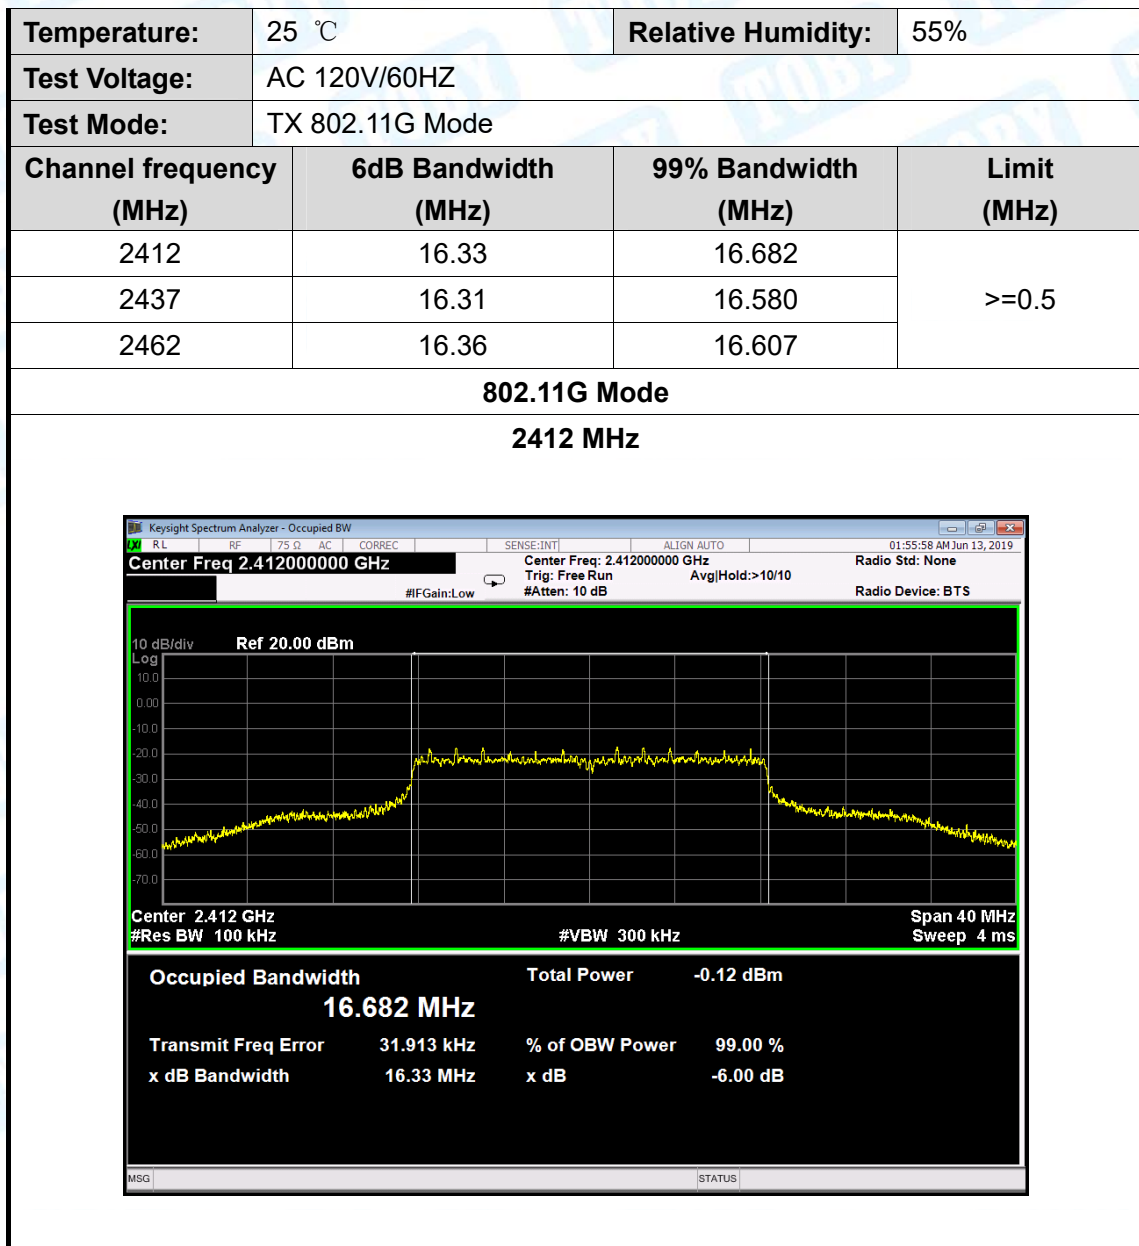 Temperature: 25 ℃ Relative Humidity: 55%
Test Voltage: AC 120V/60HZ
Test Mode: TX 802.11G Mode
Channel frequency (MHz) 6dB Bandwidth (MHz) 99% Bandwidth (MHz) Limit (MHz)
2412 16.33 16.682 >=0.5
2437 16.31 16.580
2462 16.36 16.607
802.11G Mode
2412 MHz
Keysight Spectrum Analyzer - Occupied BW
LXI RL RF 75 Ω AC CORREC SENSE:INT ALIGN AUTO 01:55:58 AM Jun 13, 2019
Center Freq 2.412000000 GHz Center Freq: 2.412000000 GHz Radio Std: None
Trig: Free Run Avg|Hold:>10/10
#IFGain:Low #Atten: 10 dB Radio Device: BTS
10 dB/div Ref 20.00 dBm
Log
10.0
0.00
-10.0
-20.0
-30.0
-40.0
-50.0
-60.0
-70.0
Center 2.412 GHz Span 40 MHz
#Res BW 100 kHz #VBW 300 kHz Sweep 4 ms
Occupied Bandwidth Total Power -0.12 dBm
16.682 MHz
Transmit Freq Error 31.913 kHz % of OBW Power 99.00 %
x dB Bandwidth 16.33 MHz x dB -6.00 dB
MSG STATUS
TOBY
TOBY
TOBY